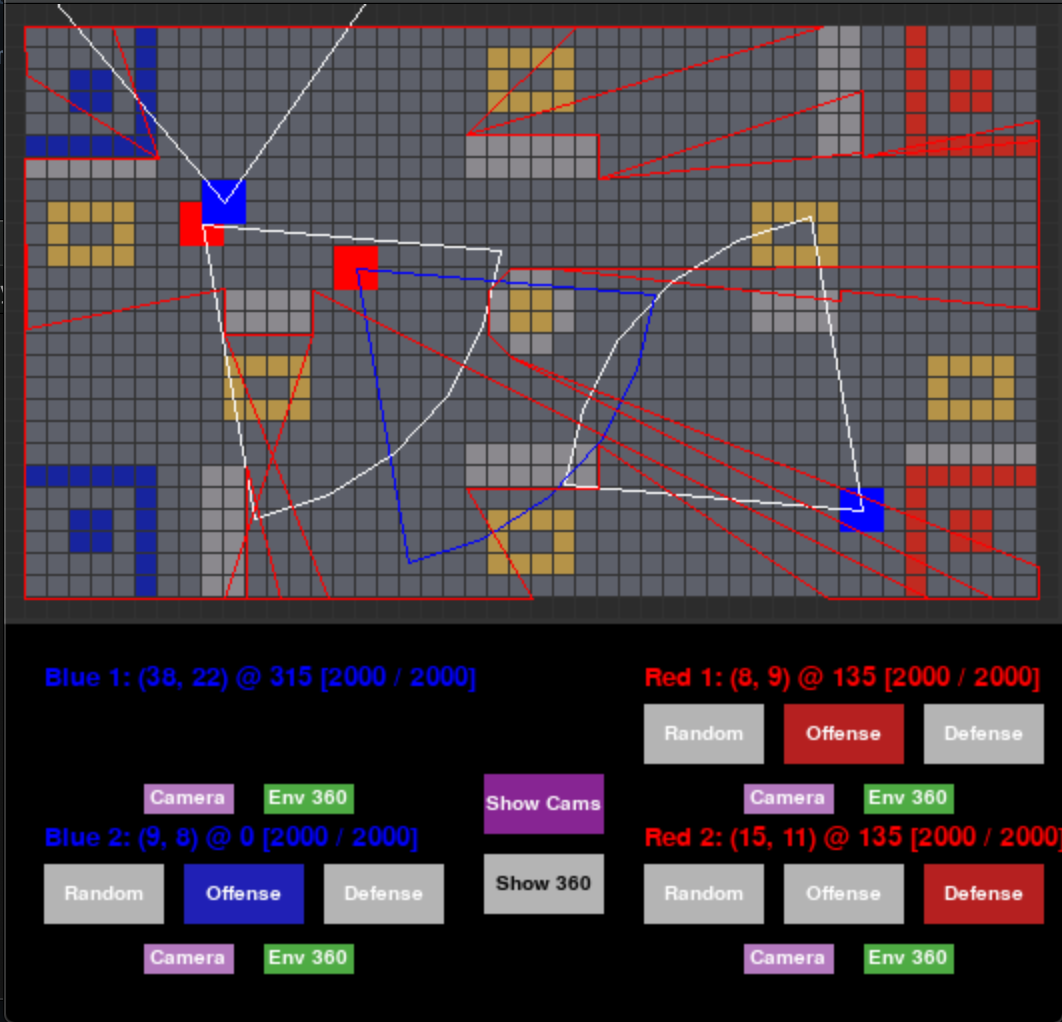 Blue 1: (38, 22) @ 315 [2000 / 2000]
Red 1: (8, 9) @ 135 [2000 / 2000]
Random Offense Defense
Camera Env 360
Show Cams
Camera Env 360
Blue 2: (9, 8) @ 0 [2000 / 2000]
Red 2: (15, 11) @ 135 [2000 / 2000]
Random Offense Defense
Show 360
Random Offense Defense
Camera Env 360
Camera Env 360